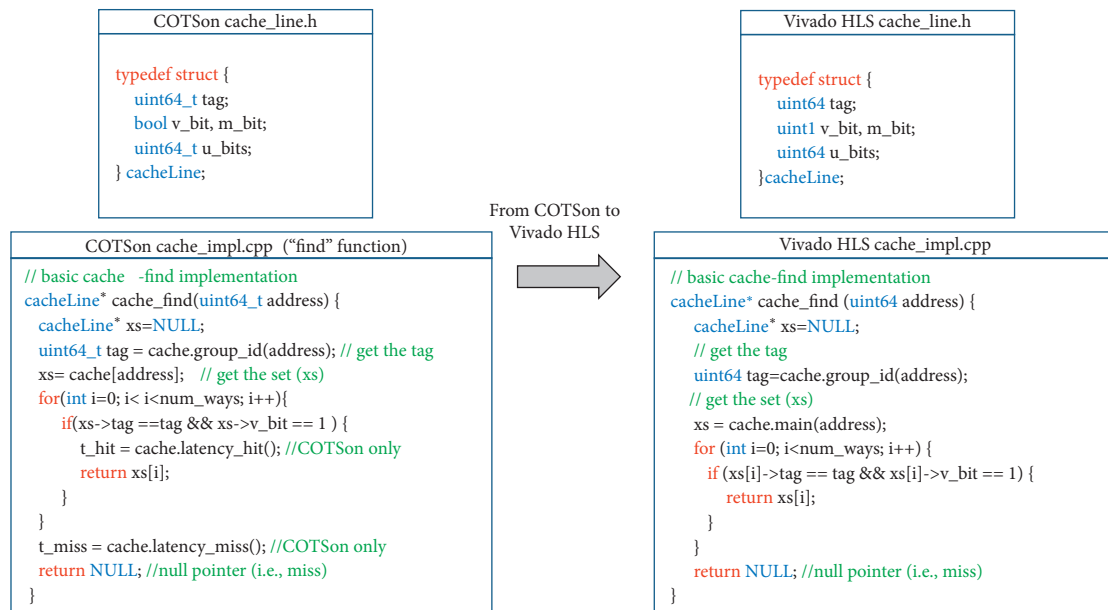 COTSon cache_line.h
typedef struct {
uint64_t tag;
bool v_bit, m_bit;
uint64_t u_bits;
} cacheLine;
Vivado HLS cache_line.h
typedef struct {
uint64 tag;
uint1 v_bit, m_bit;
uint64 u_bits;
}cacheLine;
From COTSon to
Vivado HLS
COTSon cache_impl.cpp (“find” function)
// basic cache -find implementation
cacheLine* cache_find(uint64_t address) {
cacheLine* xs=NULL;
uint64_t tag = cache.group_id(address); // get the tag
xs= cache[address]; // get the set (xs)
for(int i=0; i< i<num_ways; i++){
if(xs->tag ==tag && xs->v_bit == 1 ) {
t_hit = cache.latency_hit(); //COTSon only
return xs[i];
}
}
t_miss = cache.latency_miss(); //COTSon only
return NULL; //null pointer (i.e., miss)
}
Vivado HLS cache_impl.cpp
// basic cache-find implementation
cacheLine* cache_find (uint64 address) {
cacheLine* xs=NULL;
// get the tag
uint64 tag=cache.group_id(address);
// get the set (xs)
xs = cache.main(address);
for (int i=0; i<num_ways; i++) {
if (xs[i]->tag == tag && xs[i]->v_bit == 1) {
return xs[i];
}
}
return NULL; //null pointer (i.e., miss)
}